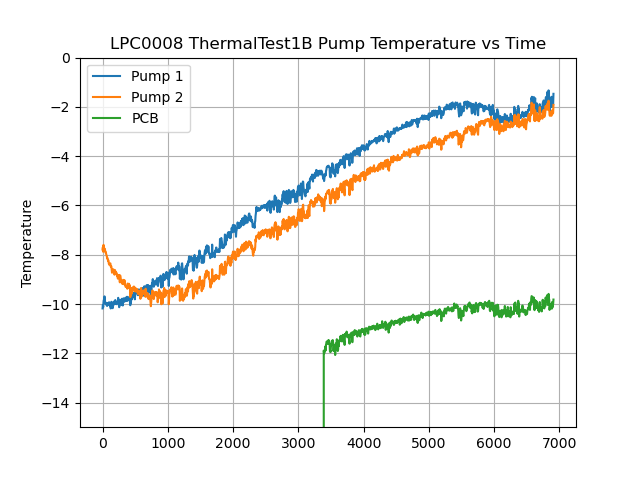 LPC0008 ThermalTest1B Pump Temperature vs Time
Pump 1
Pump 2
PCB
Temperature
0
−2
−4
−6
−8
−10
−12
−14
0 1000 2000 3000 4000 5000 6000 7000